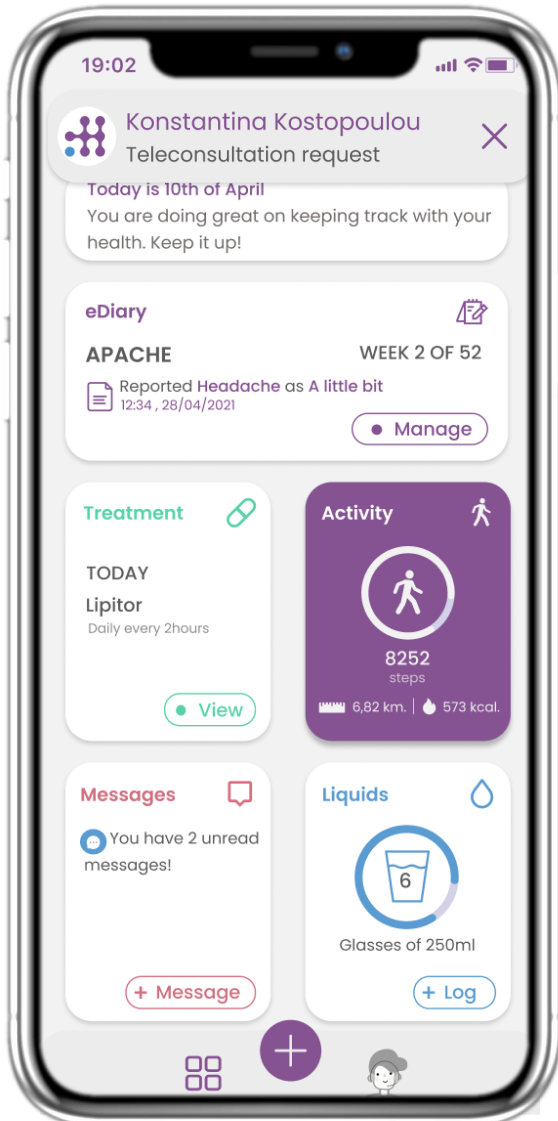 19:02
Konstantina Kostopoulou
Teleconsultation request
Today is 10th of April
You are doing great on keeping track with your
health. Keep it up!
eDiary
APACHE
WEEK 2 OF 52
Reported Headache as A little bit
12:34 , 28/04/2021
Manage
Treatment
TODAY
Lipitor
Daily every 2hours
View
Activity
8252
steps
6,82 km.
573 kcal.
Messages
You have 2 unread
messages!
+ Message
Liquids
6
Glasses of 250ml
+ Log